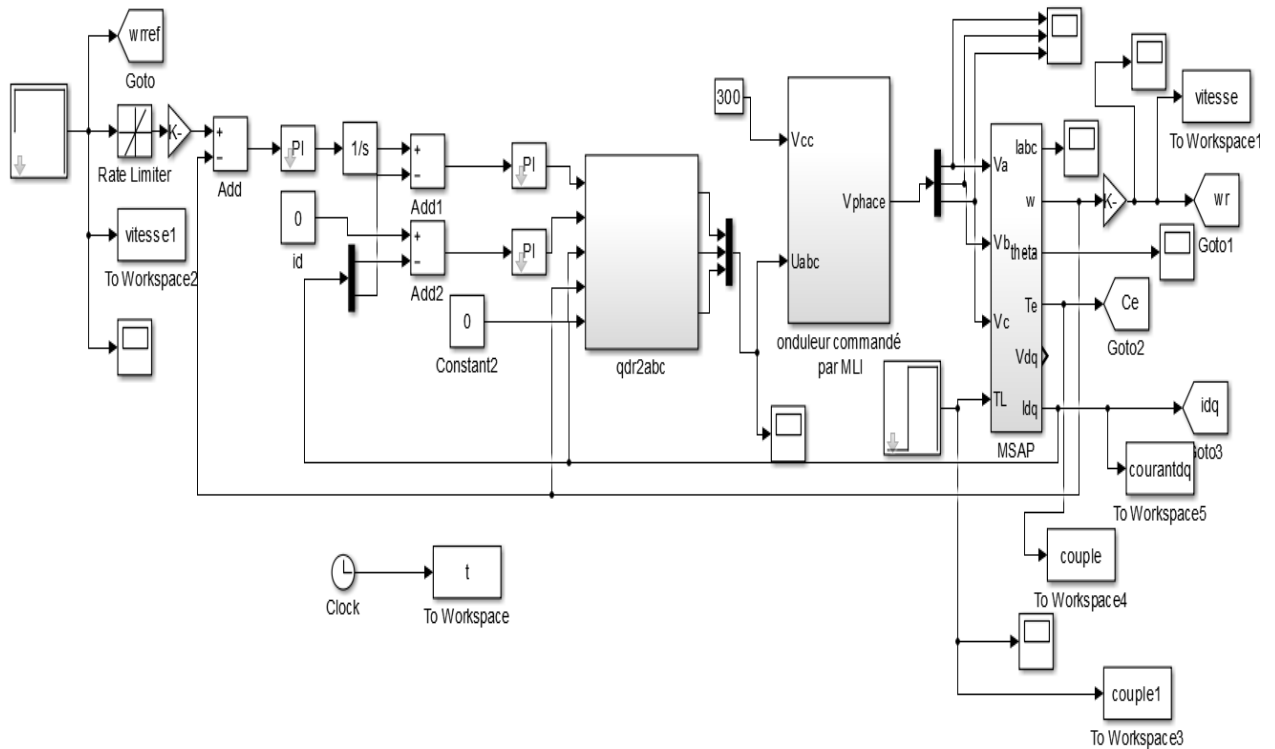 wrref
Goto
Rate Limiter
K-
+
−
Add
PI
1/s
vitesse1
To Workspace2
0
id
+
−
Add1
PI
+
−
Add2
PI
0
Constant2
qdr2abc
300
Vcc
Uabc
Vphace
onduleur commandé
par MLI
Va
Vb
Vc
TL
Iabc
w
theta
Te
Vdq
Idq
MSAP
K-
vitesse
To Workspace1
wr
Goto1
Ce
Goto2
idq
Goto3
courantdq
To Workspace5
couple
To Workspace4
couple1
To Workspace3
Clock
t
To Workspace